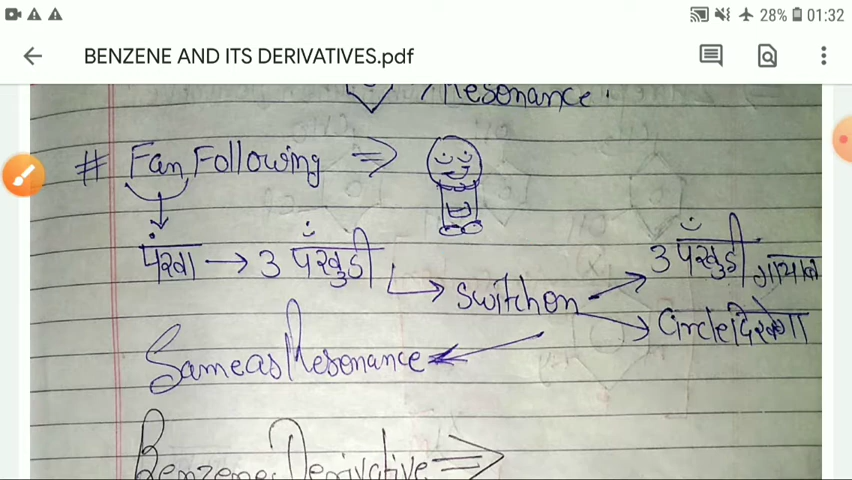 28% 01:32
BENZENE AND ITS DERIVATIVES.pdf
Resonance.
# Fan Following ⇒
पंखा → 3 पंखुड़ी
Switch on
3 पंखुड़ी गायब
Circle दिखेगा
Same as Resonance
Benzene Derivative ⇒